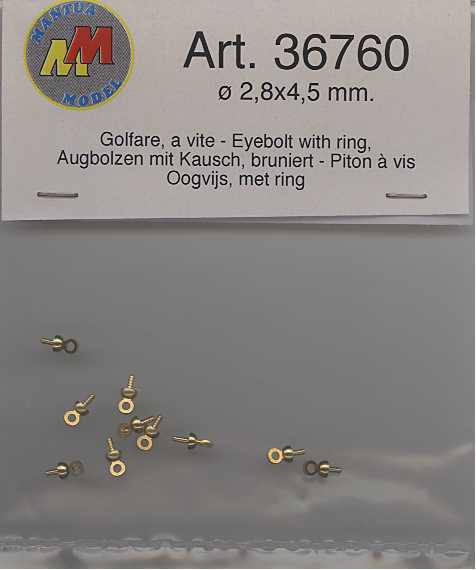 MANTUA
MM
MODEL
Art. 36760
ø 2,8x4,5 mm.
Golfare, a vite - Eyebolt with ring,
Augbolzen mit Kausch, bruniert - Piton à vis
Oogvijs, met ring